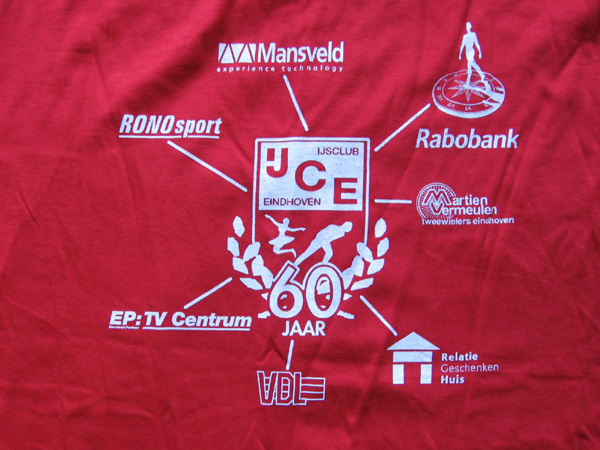 Mansveld
experience technology
RONOsport
Rabobank
IJSCLUB
IJ C E
EINDHOVEN
Martien
Vermeulen
tweewielers eindhoven
60
JAAR
EP: TV Centrum
ElectronicPartner
Relatie
Geschenken
Huis
VDL